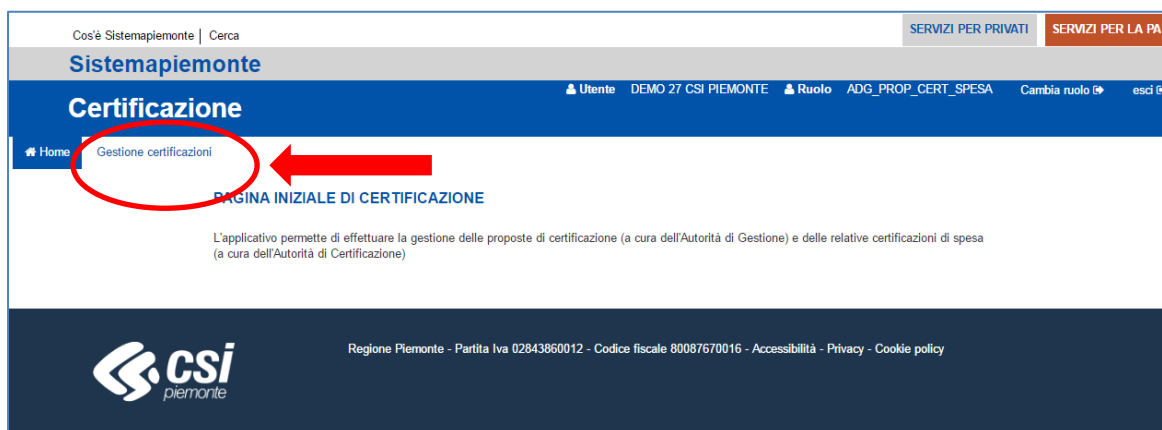 Cos'è Sistemapiemonte | Cerca
SERVIZI PER PRIVATI
SERVIZI PER LA PA
Sistemapiemonte
Utente DEMO 27 CSI PIEMONTE Ruolo ADG_PROP_CERT_SPESA Cambia ruolo esci
Certificazione
Home Gestione certificazioni
PAGINA INIZIALE DI CERTIFICAZIONE
L'applicativo permette di effettuare la gestione delle proposte di certificazione (a cura dell'Autorità di Gestione) e delle relative certificazioni di spesa
(a cura dell'Autorità di Certificazione)
Regione Piemonte - Partita Iva 02843860012 - Codice fiscale 80087670016 - Accessibilità - Privacy - Cookie policy
csi
piemonte